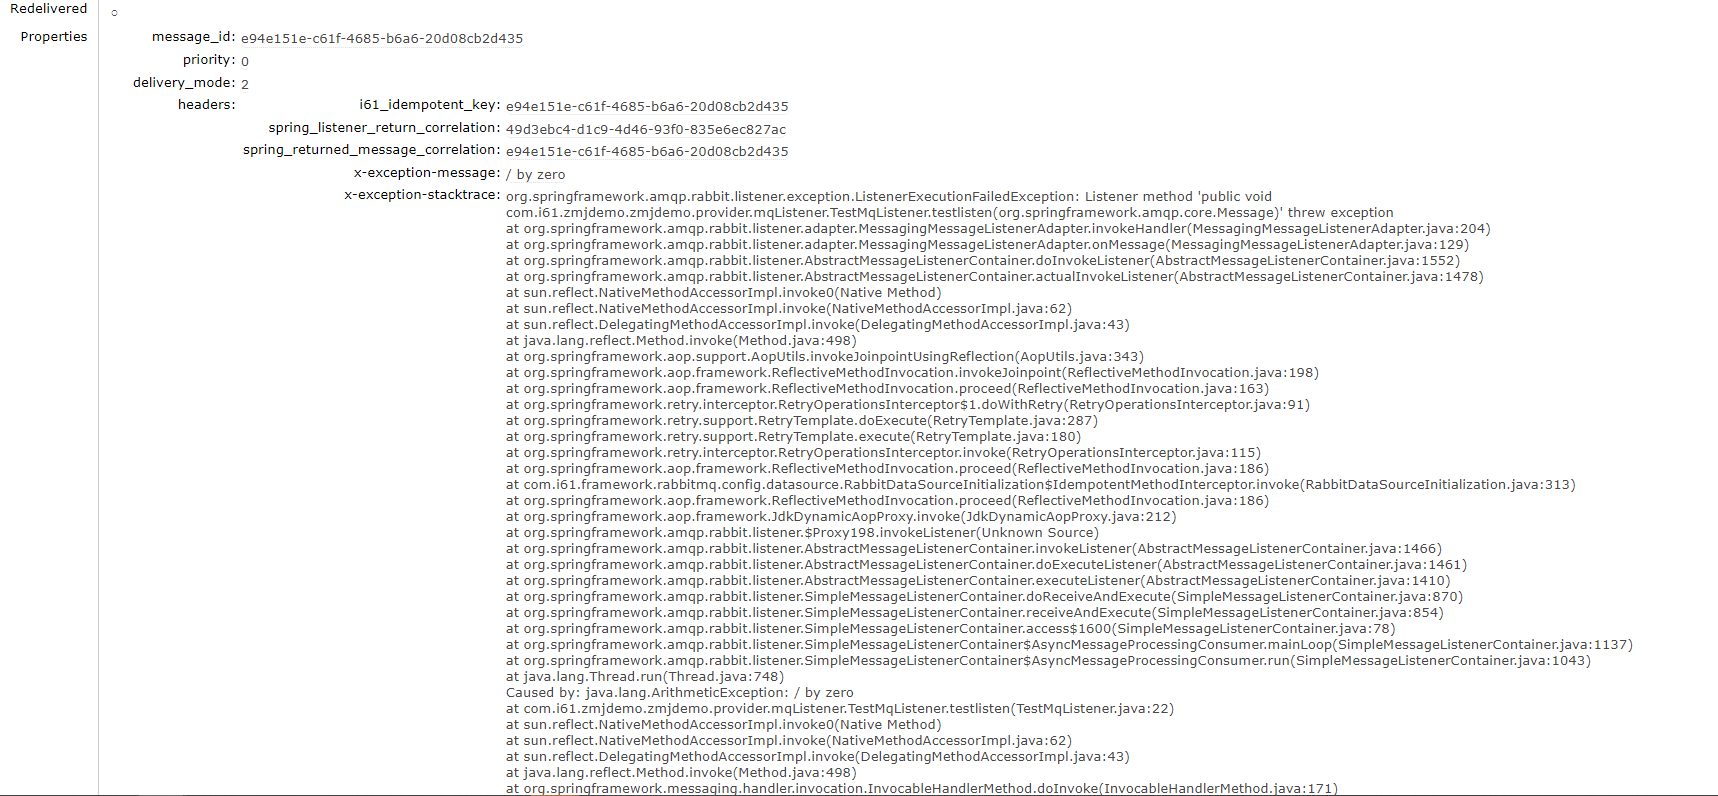 Redelivered ○
Properties
message_id: e94e151e-c61f-4685-b6a6-20d08cb2d435
priority: 0
delivery_mode: 2
headers: i61_idempotent_key: e94e151e-c61f-4685-b6a6-20d08cb2d435
spring_listener_return_correlation: 49d3ebc4-d1c9-4d46-93f0-835e6ec827ac
spring_returned_message_correlation: e94e151e-c61f-4685-b6a6-20d08cb2d435
x-exception-message: / by zero
x-exception-stacktrace: org.springframework.amqp.rabbit.listener.exception.ListenerExecutionFailedException: Listener method 'public void
com.i61.zmjdemo.zmjdemo.provider.mqListener.TestMqListener.testlisten(org.springframework.amqp.core.Message)' threw exception
at org.springframework.amqp.rabbit.listener.adapter.MessagingMessageListenerAdapter.invokeHandler(MessagingMessageListenerAdapter.java:204)
at org.springframework.amqp.rabbit.listener.adapter.MessagingMessageListenerAdapter.onMessage(MessagingMessageListenerAdapter.java:129)
at org.springframework.amqp.rabbit.listener.AbstractMessageListenerContainer.doInvokeListener(AbstractMessageListenerContainer.java:1552)
at org.springframework.amqp.rabbit.listener.AbstractMessageListenerContainer.actualInvokeListener(AbstractMessageListenerContainer.java:1478)
at sun.reflect.NativeMethodAccessorImpl.invoke0(Native Method)
at sun.reflect.NativeMethodAccessorImpl.invoke(NativeMethodAccessorImpl.java:62)
at sun.reflect.DelegatingMethodAccessorImpl.invoke(DelegatingMethodAccessorImpl.java:43)
at java.lang.reflect.Method.invoke(Method.java:498)
at org.springframework.aop.support.AopUtils.invokeJoinpointUsingReflection(AopUtils.java:343)
at org.springframework.aop.framework.ReflectiveMethodInvocation.invokeJoinpoint(ReflectiveMethodInvocation.java:198)
at org.springframework.aop.framework.ReflectiveMethodInvocation.proceed(ReflectiveMethodInvocation.java:163)
at org.springframework.retry.interceptor.RetryOperationsInterceptor$1.doWithRetry(RetryOperationsInterceptor.java:91)
at org.springframework.retry.support.RetryTemplate.doExecute(RetryTemplate.java:287)
at org.springframework.retry.support.RetryTemplate.execute(RetryTemplate.java:180)
at org.springframework.retry.interceptor.RetryOperationsInterceptor.invoke(RetryOperationsInterceptor.java:115)
at org.springframework.aop.framework.ReflectiveMethodInvocation.proceed(ReflectiveMethodInvocation.java:186)
at com.i61.framework.rabbitmq.config.datasource.RabbitDataSourceInitialization$IdempotentMethodInterceptor.invoke(RabbitDataSourceInitialization.java:313)
at org.springframework.aop.framework.ReflectiveMethodInvocation.proceed(ReflectiveMethodInvocation.java:186)
at org.springframework.aop.framework.JdkDynamicAopProxy.invoke(JdkDynamicAopProxy.java:212)
at org.springframework.amqp.rabbit.listener.$Proxy198.invokeListener(Unknown Source)
at org.springframework.amqp.rabbit.listener.AbstractMessageListenerContainer.invokeListener(AbstractMessageListenerContainer.java:1466)
at org.springframework.amqp.rabbit.listener.AbstractMessageListenerContainer.doExecuteListener(AbstractMessageListenerContainer.java:1461)
at org.springframework.amqp.rabbit.listener.AbstractMessageListenerContainer.executeListener(AbstractMessageListenerContainer.java:1410)
at org.springframework.amqp.rabbit.listener.SimpleMessageListenerContainer.doReceiveAndExecute(SimpleMessageListenerContainer.java:870)
at org.springframework.amqp.rabbit.listener.SimpleMessageListenerContainer.receiveAndExecute(SimpleMessageListenerContainer.java:854)
at org.springframework.amqp.rabbit.listener.SimpleMessageListenerContainer.access$1600(SimpleMessageListenerContainer.java:78)
at org.springframework.amqp.rabbit.listener.SimpleMessageListenerContainer$AsyncMessageProcessingConsumer.mainLoop(SimpleMessageListenerContainer.java:1137)
at org.springframework.amqp.rabbit.listener.SimpleMessageListenerContainer$AsyncMessageProcessingConsumer.run(SimpleMessageListenerContainer.java:1043)
at java.lang.Thread.run(Thread.java:748)
Caused by: java.lang.ArithmeticException: / by zero
at com.i61.zmjdemo.zmjdemo.provider.mqListener.TestMqListener.testlisten(TestMqListener.java:22)
at sun.reflect.NativeMethodAccessorImpl.invoke0(Native Method)
at sun.reflect.NativeMethodAccessorImpl.invoke(NativeMethodAccessorImpl.java:62)
at sun.reflect.DelegatingMethodAccessorImpl.invoke(DelegatingMethodAccessorImpl.java:43)
at java.lang.reflect.Method.invoke(Method.java:498)
at org.springframework.messaging.handler.invocation.InvocableHandlerMethod.doInvoke(InvocableHandlerMethod.java:171)